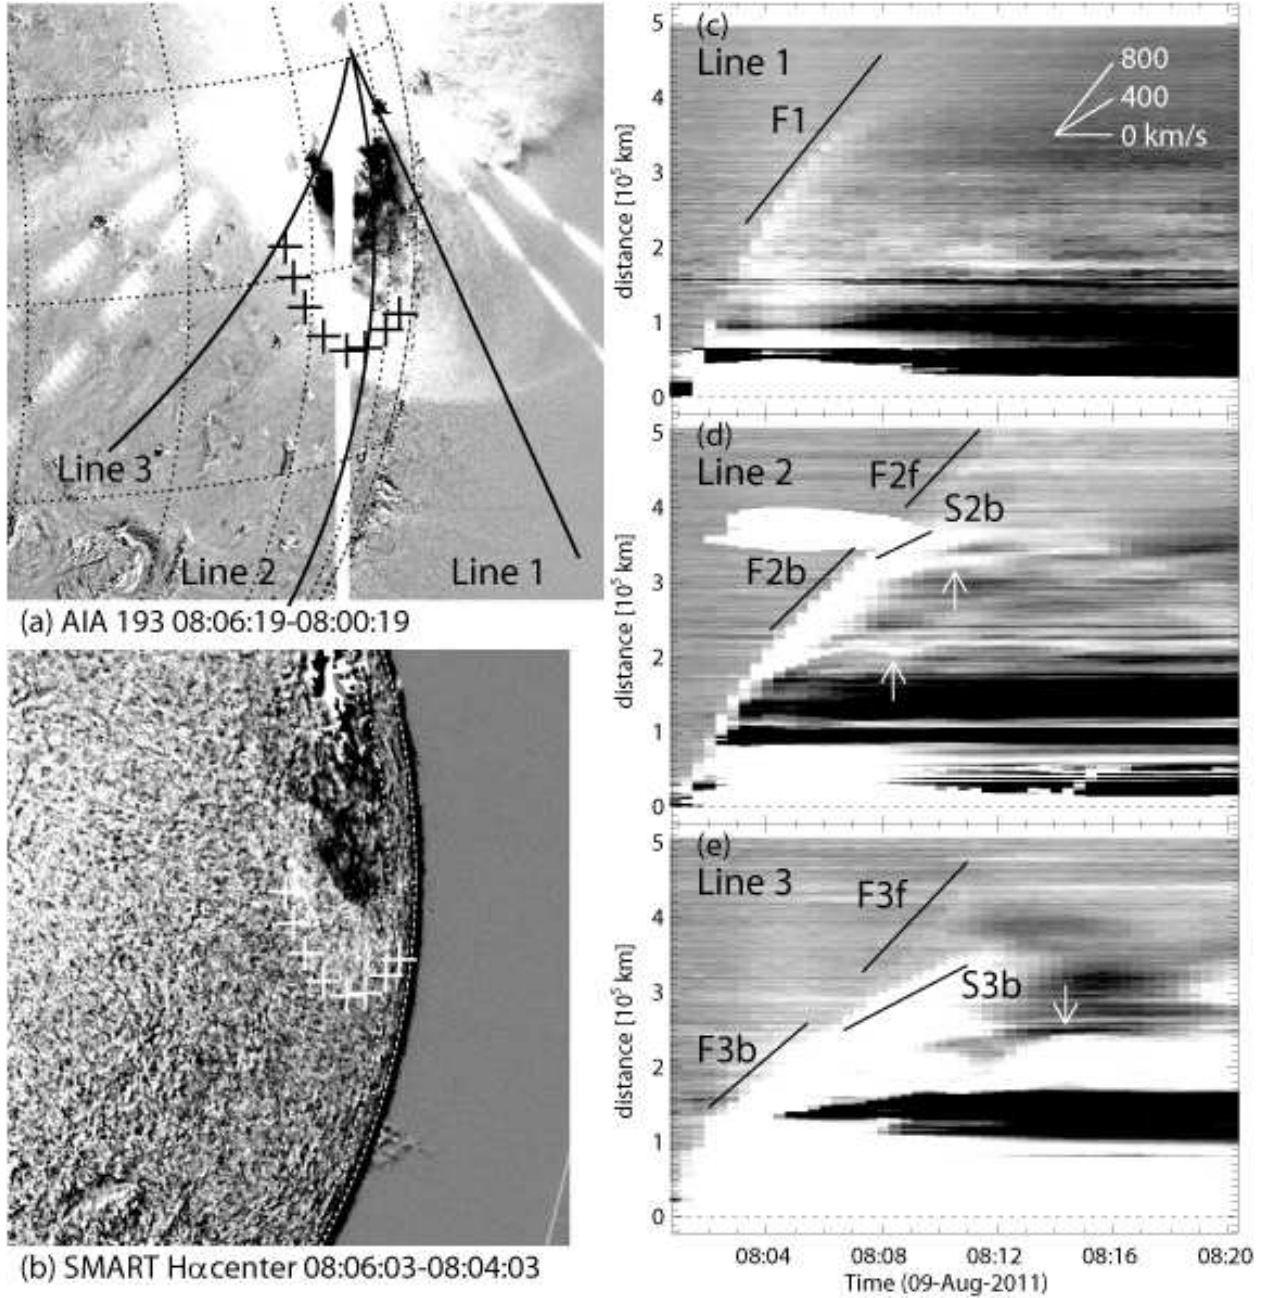 Line 3
Line 2
Line 1
(a) AIA 193 08:06:19-08:00:19
(b) SMART Hαcenter 08:06:03-08:04:03
(c)
Line 1
F1
800
400
0 km/s
5
4
3
2
1
0
distance [10⁵ km]
(d)
Line 2
F2f
S2b
F2b
5
4
3
2
1
0
distance [10⁵ km]
(e)
Line 3
F3f
S3b
F3b
5
4
3
2
1
0
distance [10⁵ km]
08:04 08:08 08:12 08:16 08:20
Time (09-Aug-2011)